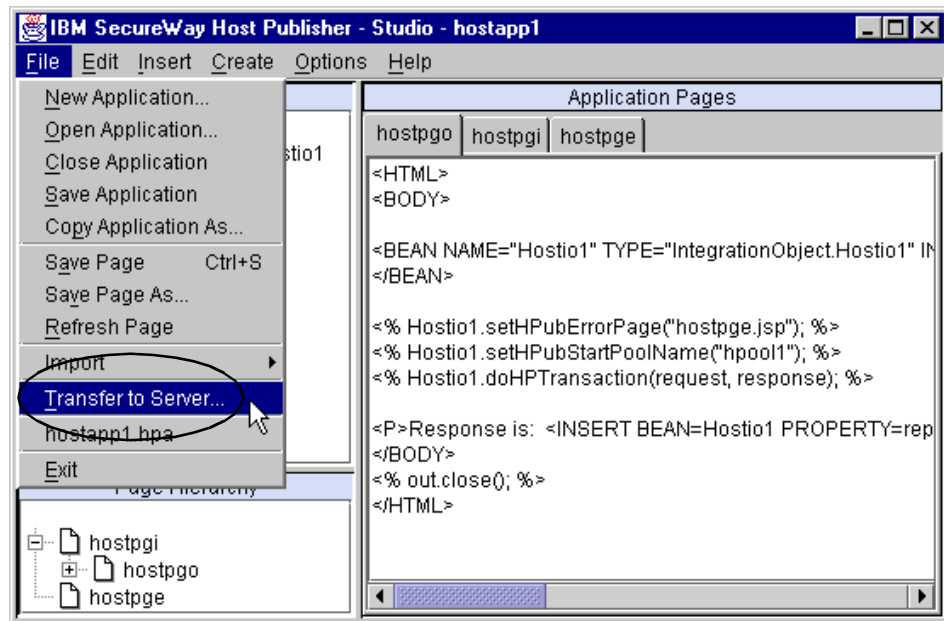 IBM SecureWay Host Publisher - Studio - hostapp1
File Edit Insert Create Options Help
New Application...
Open Application...
Close Application
Save Application
Copy Application As...
Save Page Ctrl+S
Save Page As...
Refresh Page
Import
Transfer to Server...
hostapp1.hpa
Exit
stio1
Page Hierarchy
hostpgi
hostpgo
hostpge
Application Pages
hostpgo hostpgi hostpge
<HTML>
<BODY>
<BEAN NAME="Hostio1" TYPE="IntegrationObject.Hostio1" IN
</BEAN>
<% Hostio1.setHPubErrorPage("hostpge.jsp"); %>
<% Hostio1.setHPubStartPoolName("hpool1"); %>
<% Hostio1.doHPTransaction(request, response); %>
<P>Response is: <INSERT BEAN=Hostio1 PROPERTY=rep
</BODY>
<% out.close(); %>
</HTML>